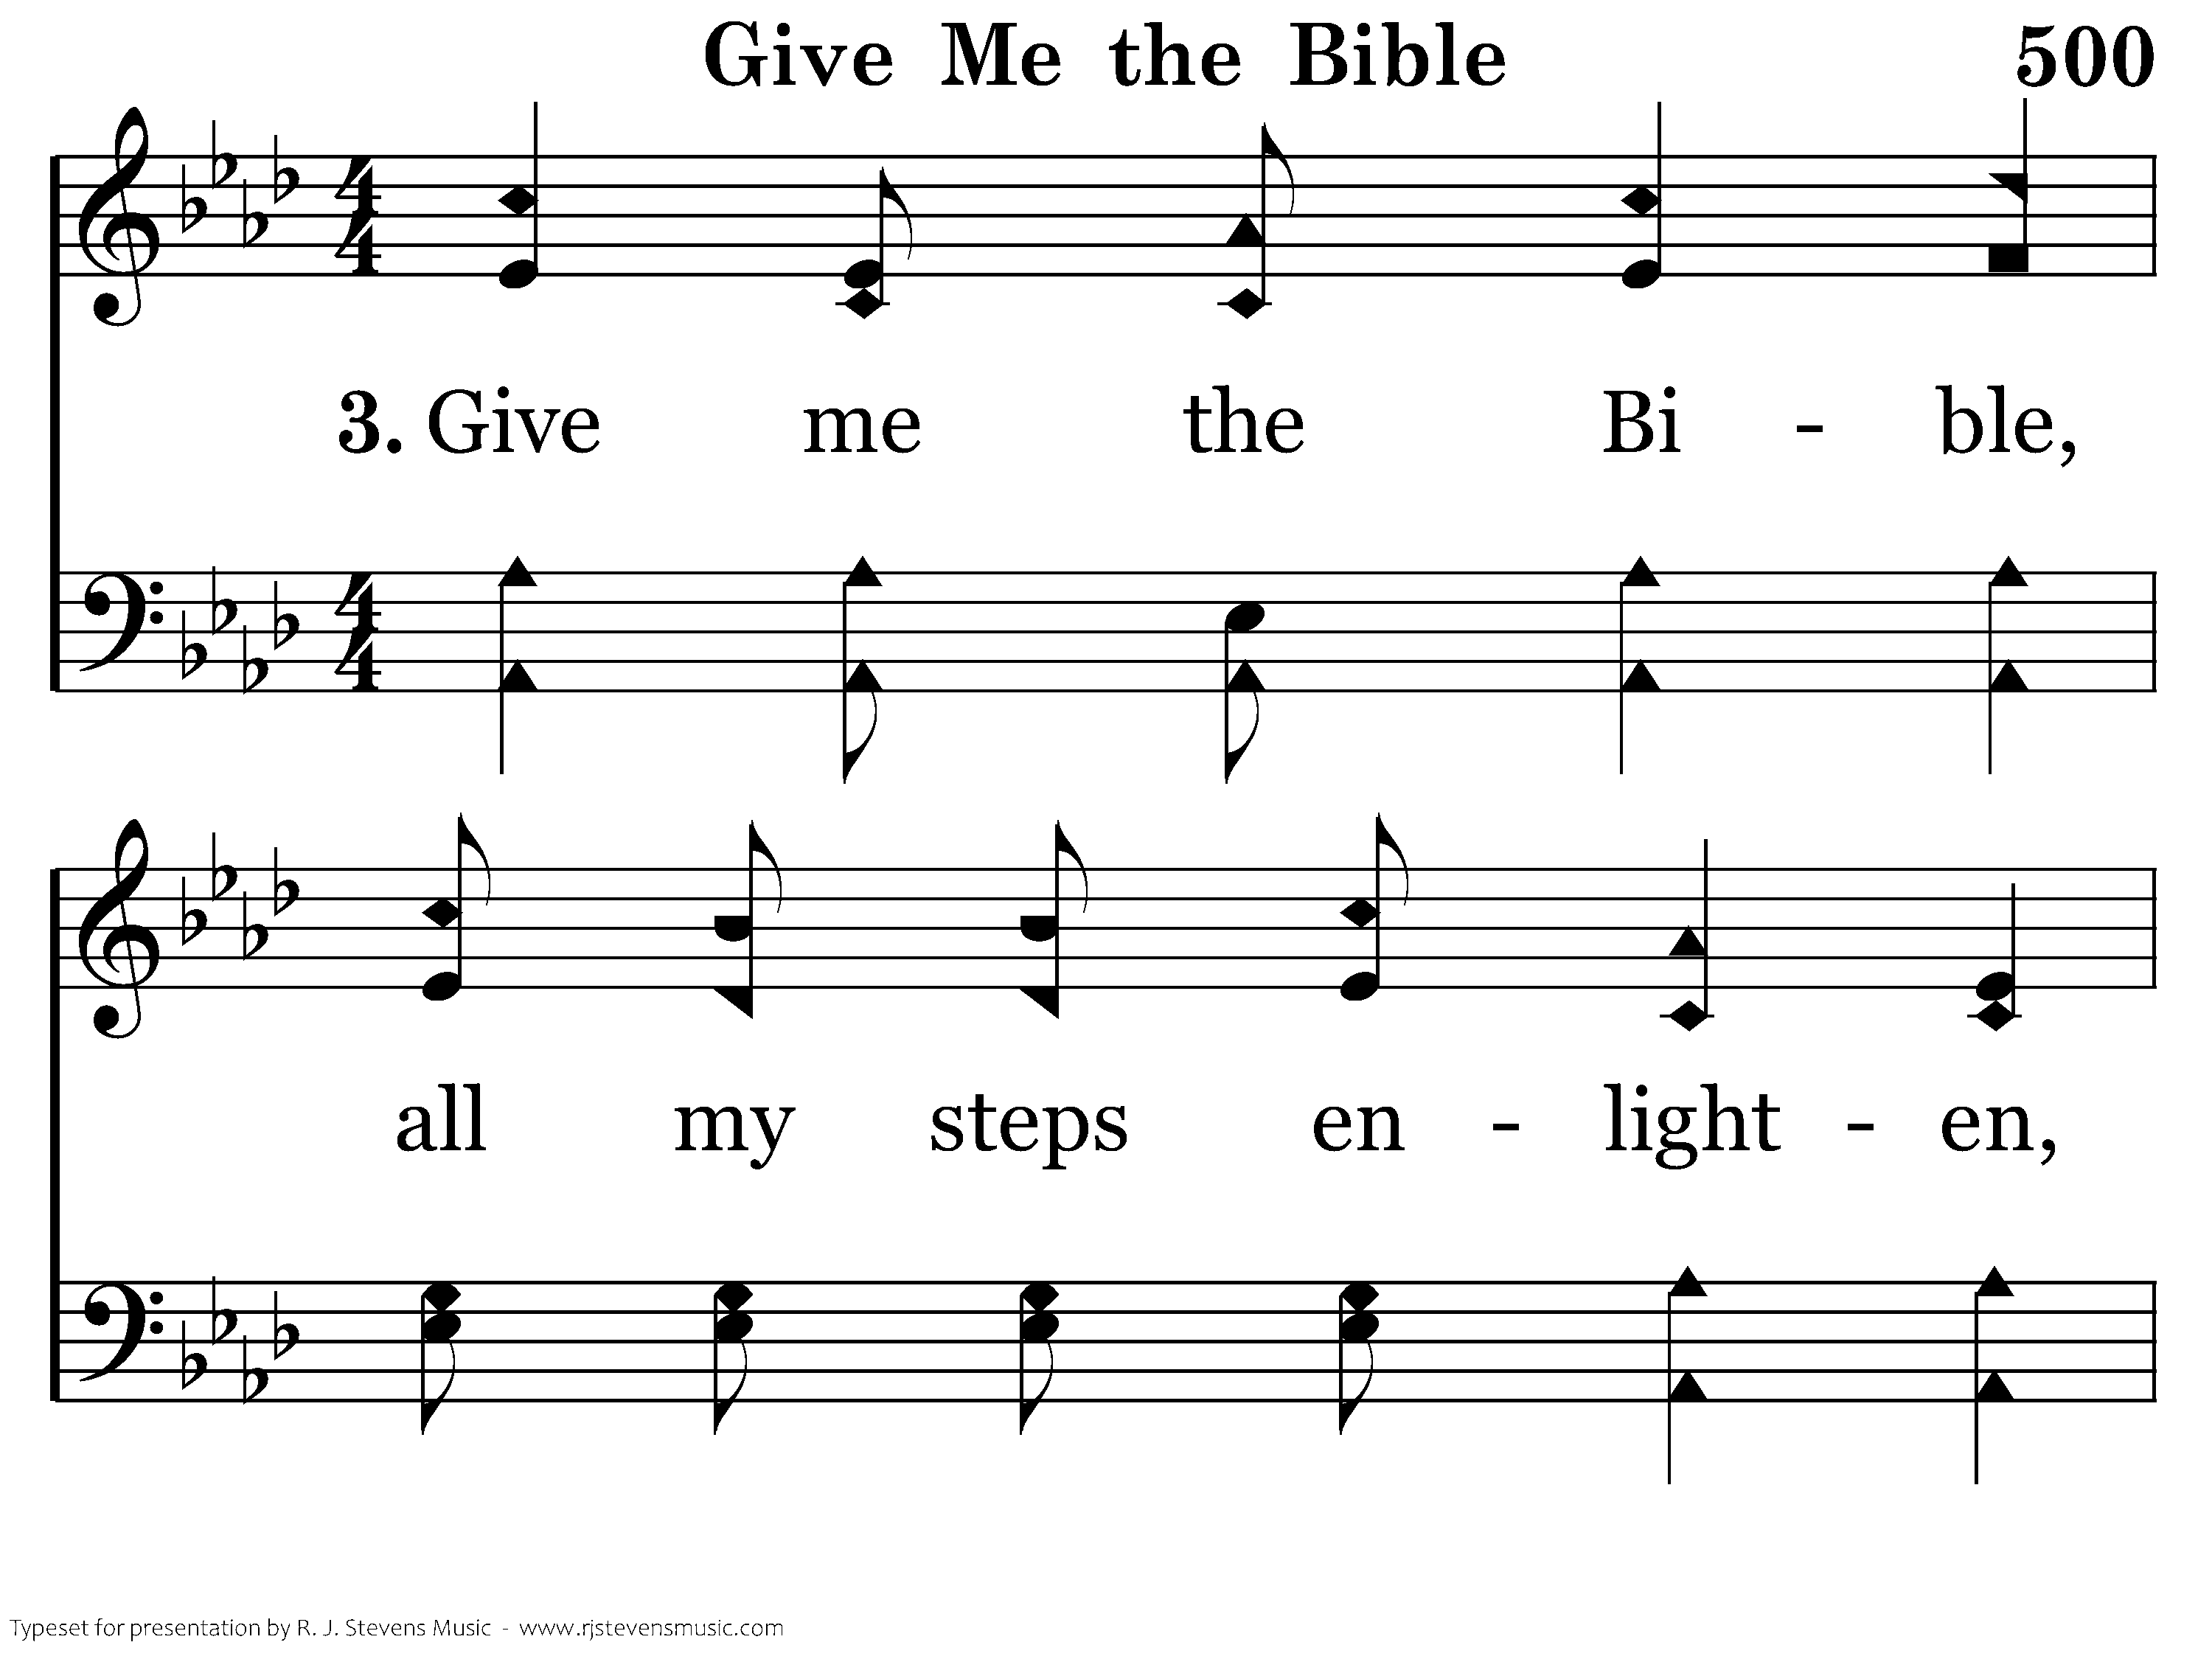 Give Me the Bible 500
3. Give me the Bi - ble,
all my steps en - light - en,
Typeset for presentation by R. J. Stevens Music - www.rjstevensmusic.com